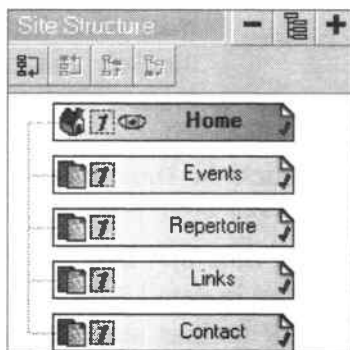 Site Structure
Home
Events
Repertoire
Links
Contact